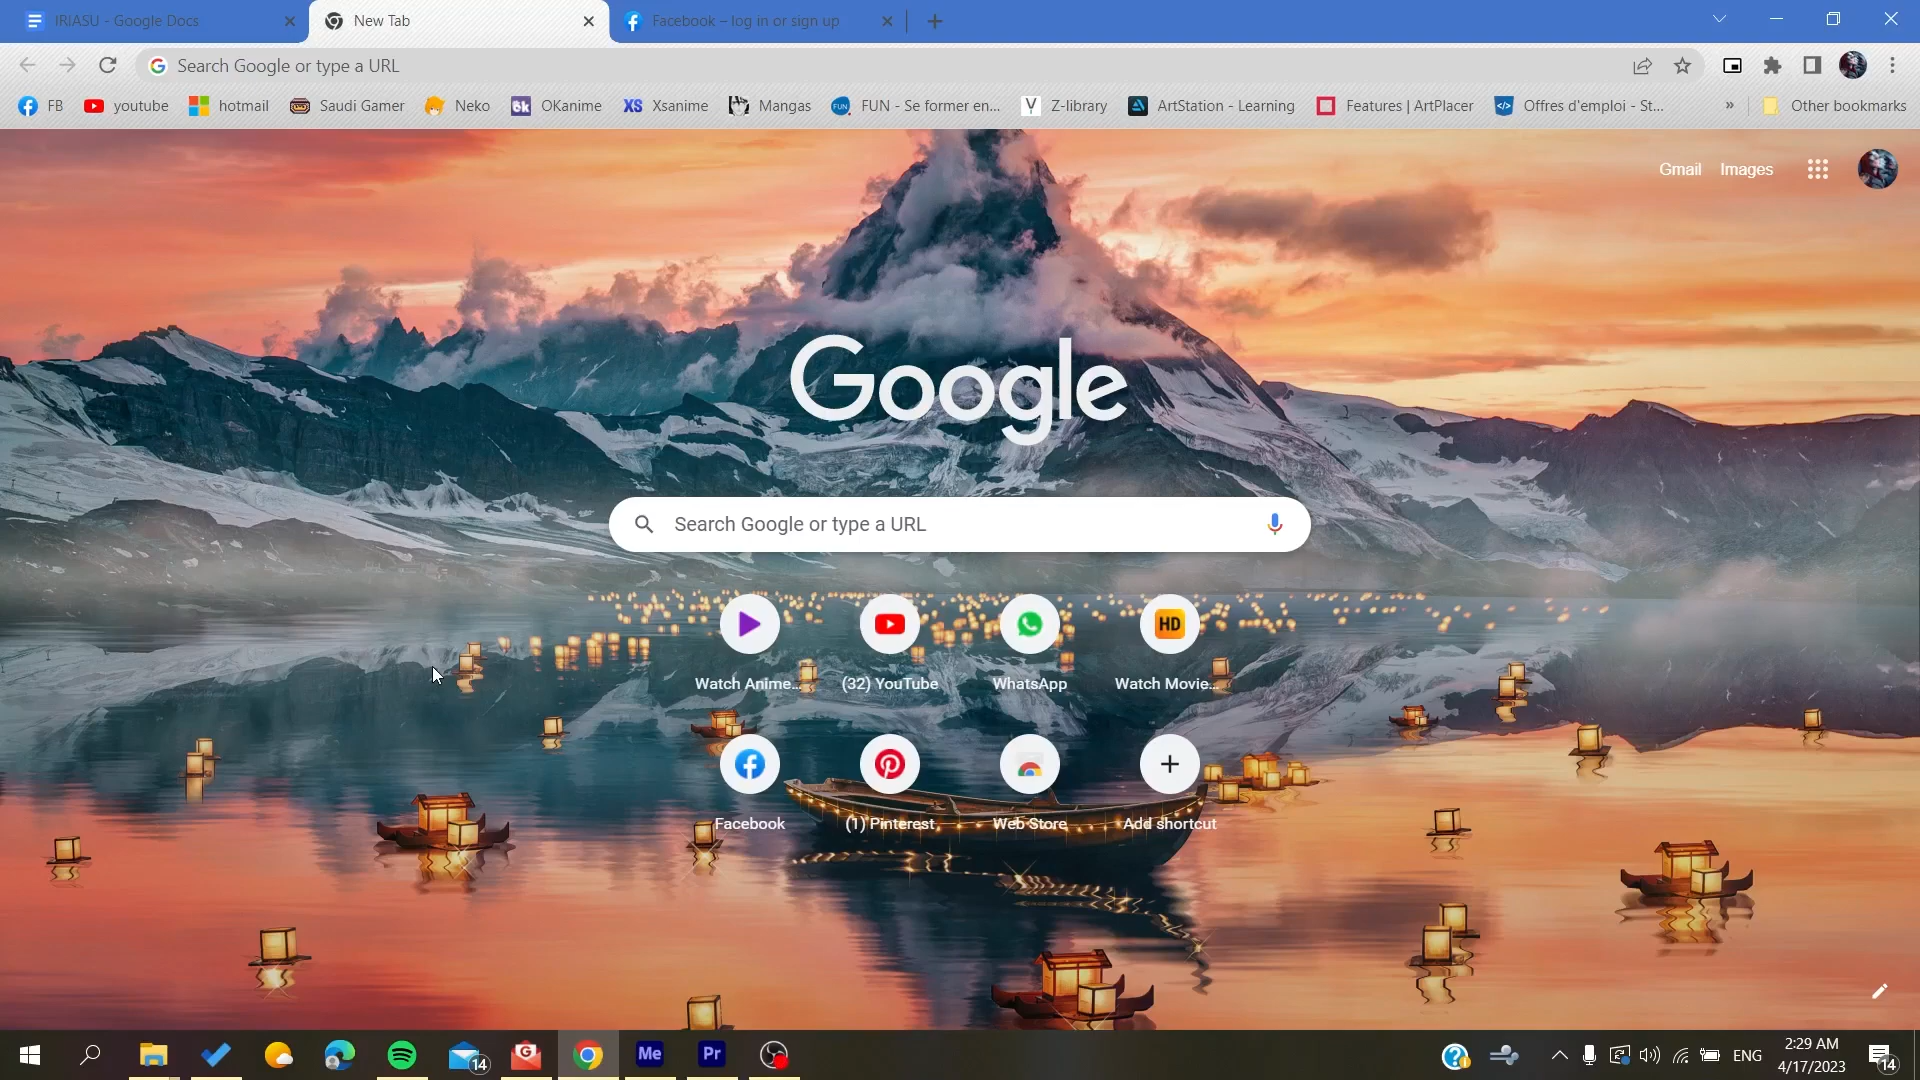 IRIASU - Google Docs
New Tab
Facebook – log in or sign up
Search Google or type a URL
FB
youtube
hotmail
Saudi Gamer
Neko
OKanime
Xsanime
Mangas
FUN - Se former en...
Z-library
ArtStation - Learning
Features | ArtPlacer
Offres d'emploi - St...
»
Other bookmarks
Gmail
Images
Google
Search Google or type a URL
HD
Watch Anime...
(32) YouTube
WhatsApp
Watch Movie...
Facebook
(1) Pinterest
Web Store
Add shortcut
14
Me
Pr
ENG
2:29 AM
4/17/2023
14